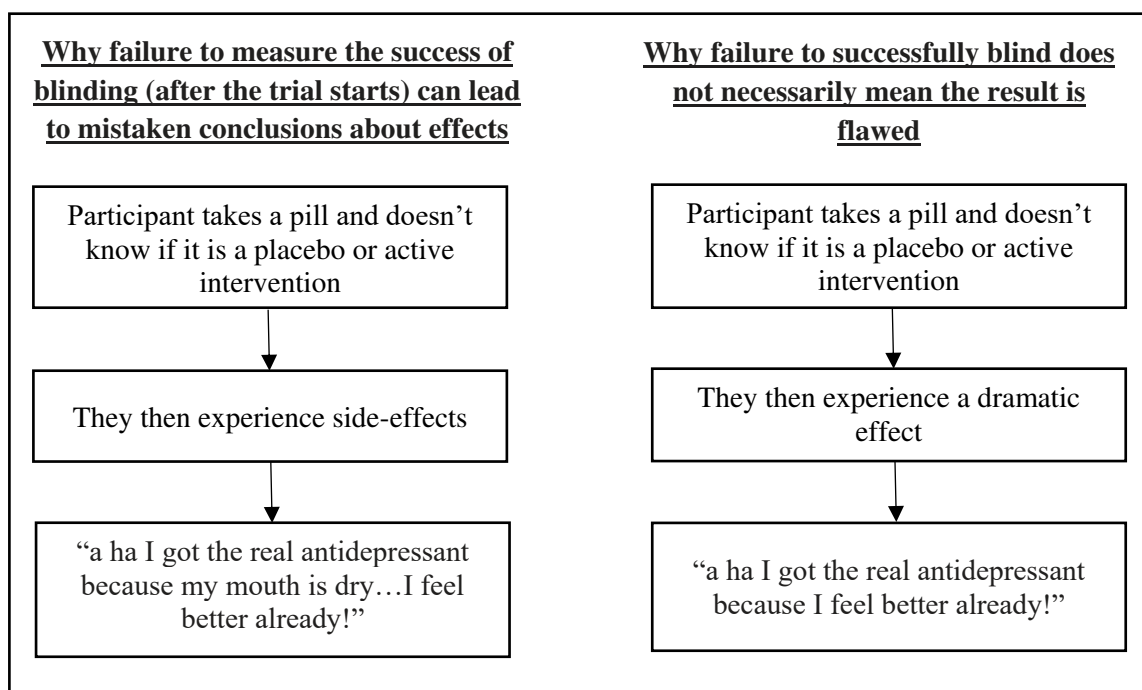 Why failure to measure the success of
blinding (after the trial starts) can lead
to mistaken conclusions about effects
Participant takes a pill and doesn’t
know if it is a placebo or active
intervention
They then experience side-effects
“a ha I got the real antidepressant
because my mouth is dry…I feel
better already!”
Why failure to successfully blind does
not necessarily mean the result is
flawed
Participant takes a pill and doesn’t
know if it is a placebo or active
intervention
They then experience a dramatic
effect
“a ha I got the real antidepressant
because I feel better already!”